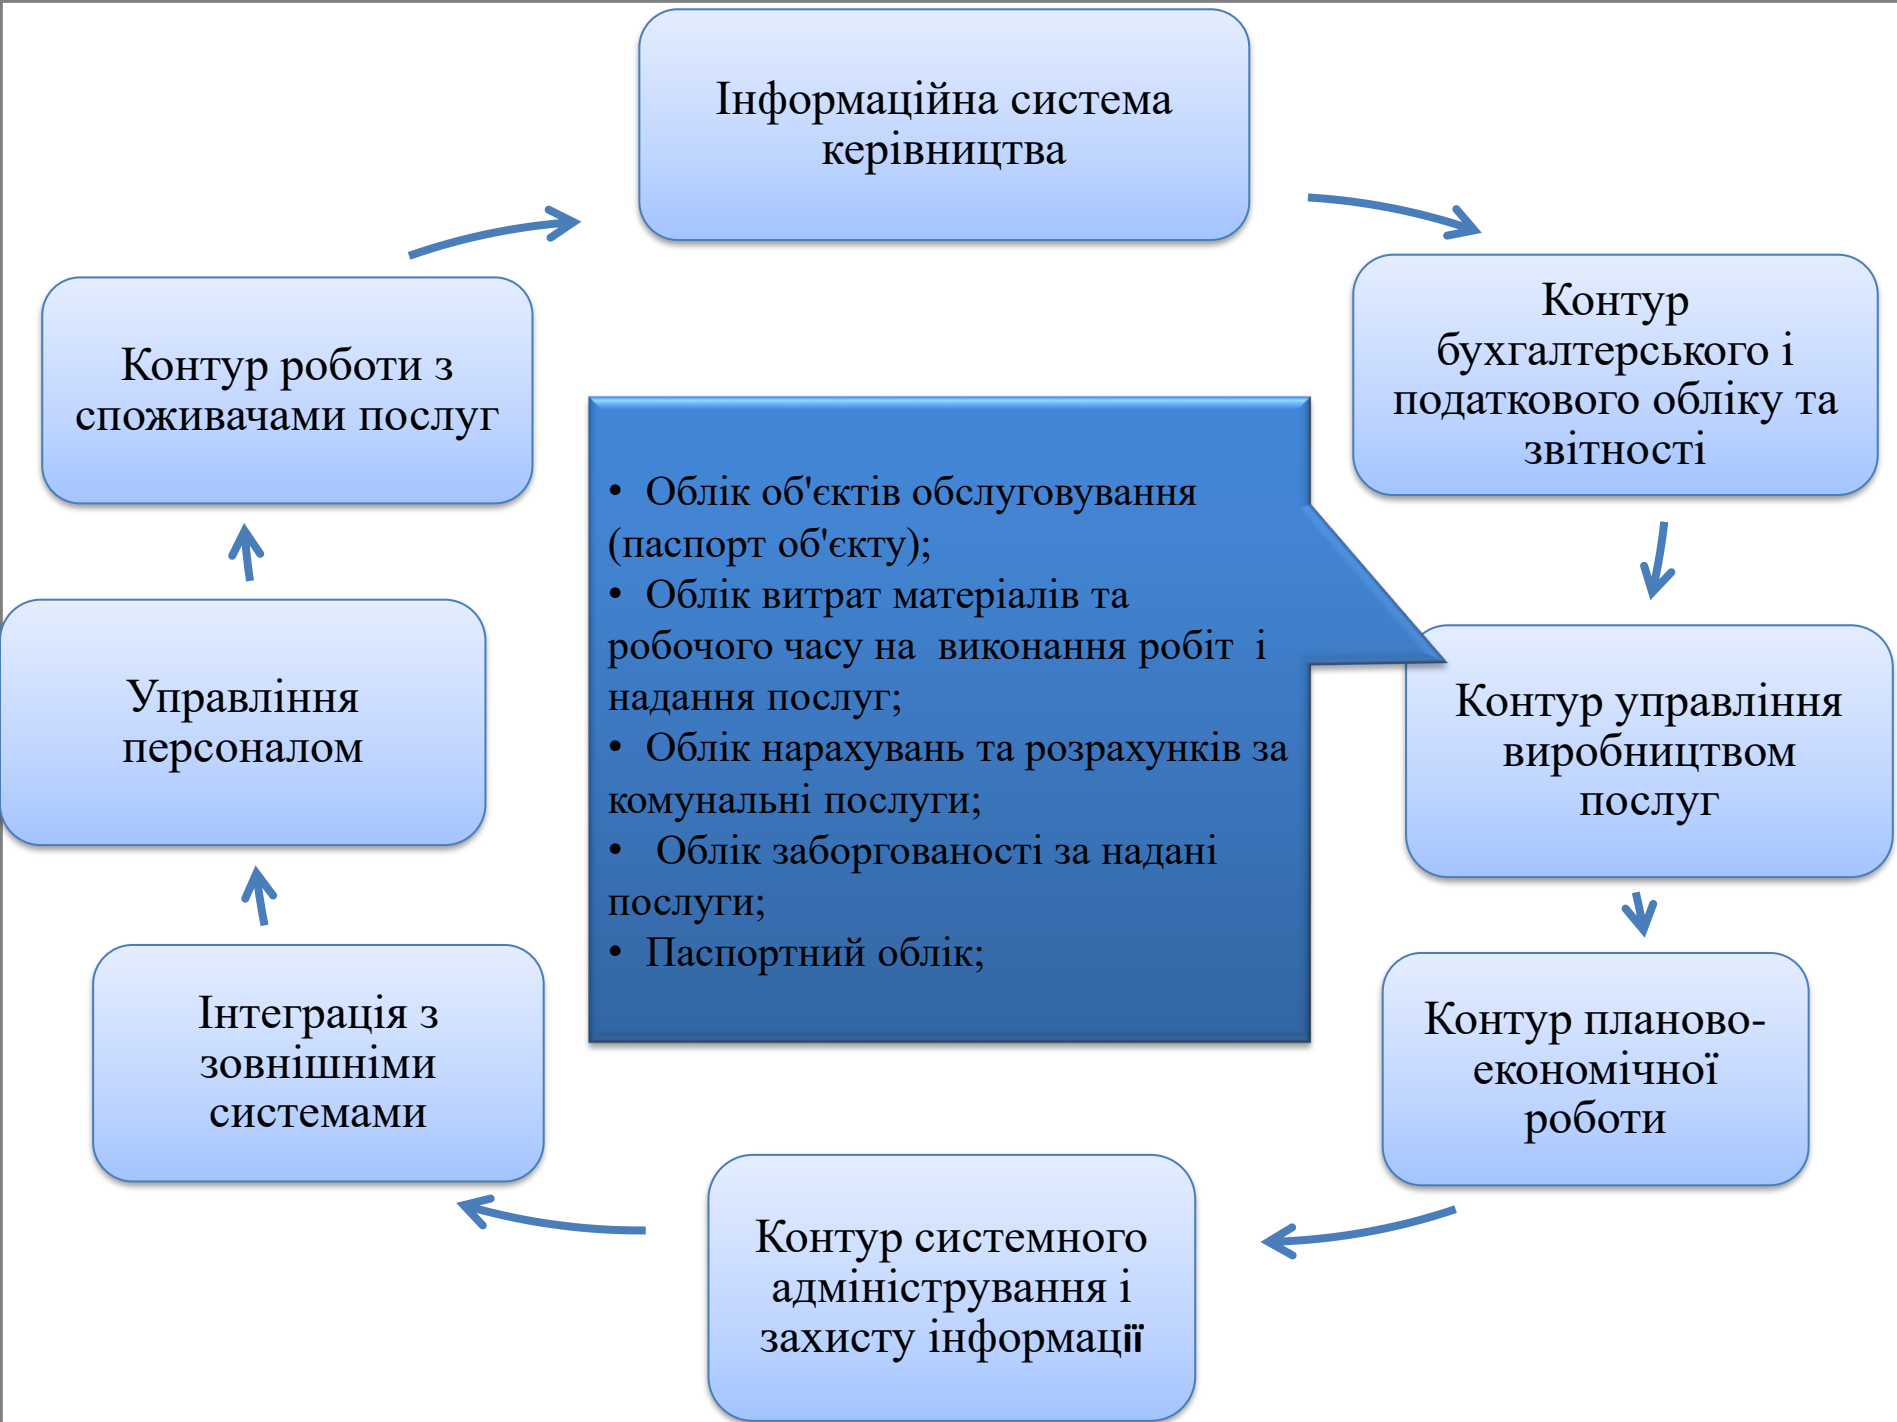 Інформаційна система
керівництва
Контур
бухгалтерського і
податкового обліку та
звітності
Контур роботи з
споживачами послуг
• Облік об'єктів обслуговування
(паспорт об'єкту);
• Облік витрат матеріалів та
робочого часу на виконання робіт і
надання послуг;
• Облік нарахувань та розрахунків за
комунальні послуги;
• Облік заборгованості за надані
послуги;
• Паспортний облік;
Контур управління
виробництвом
послуг
Управління
персоналом
Контур планово-
економічної
роботи
Інтеграція з
зовнішніми
системами
Контур системного
адміністрування і
захисту інформації